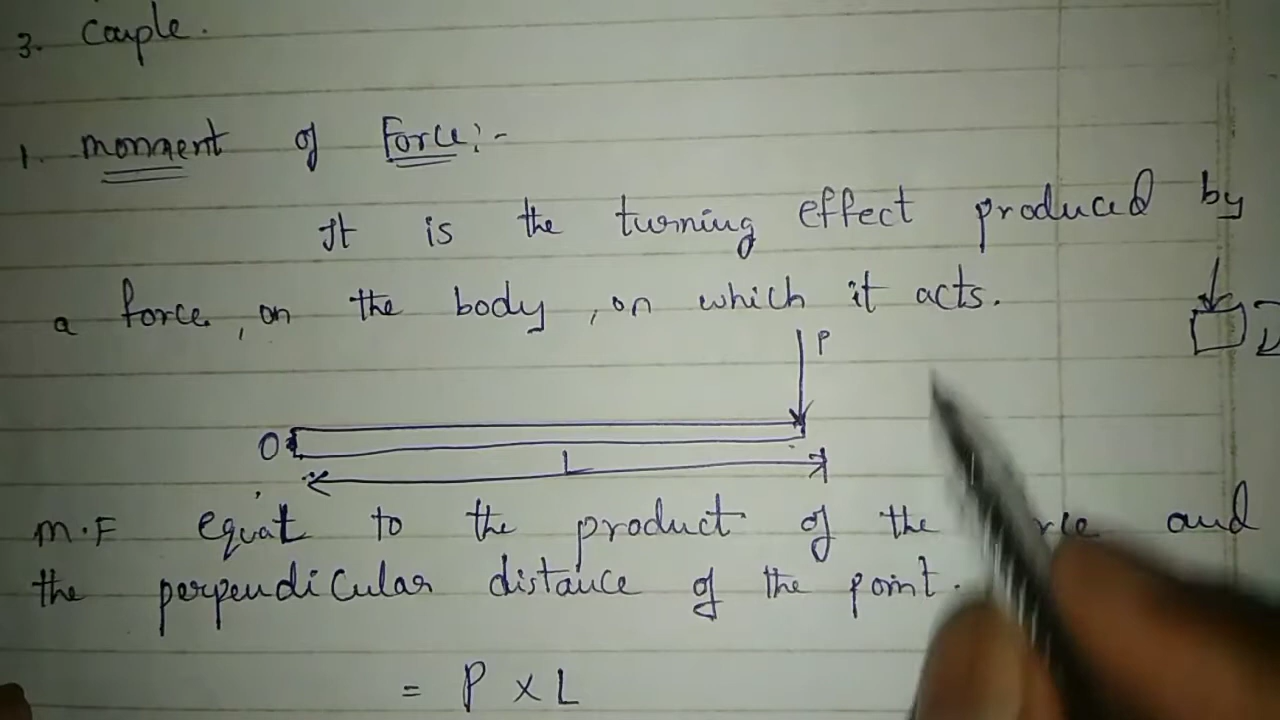 3. Couple.
1. moment of Force:-
It is the turning effect produced by
a force, on the body, on which it acts.
P
O
L
M.F equat to the product of the and
the perpendicular distance of the point.
= P × L